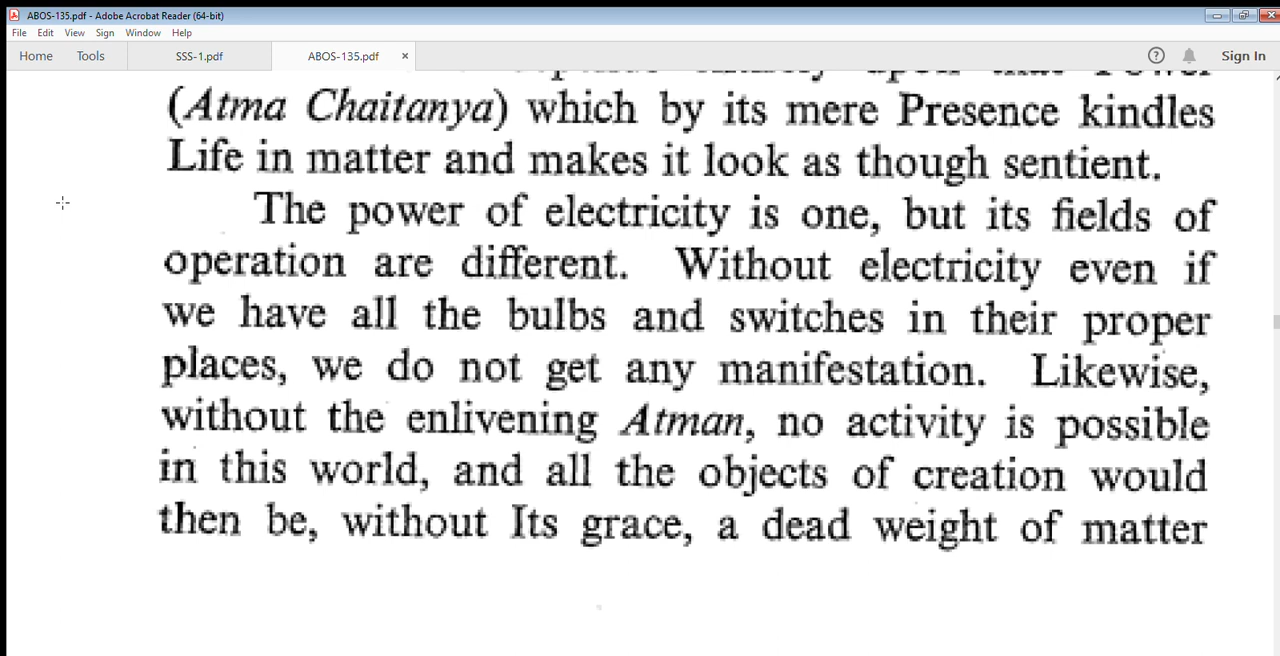 ABOS-135.pdf - Adobe Acrobat Reader (64-bit)
File Edit View Sign Window Help
Home Tools SSS-1.pdf ABOS-135.pdf × ? Sign In
upon that Power
(Atma Chaitanya) which by its mere Presence kindles
Life in matter and makes it look as though sentient.
The power of electricity is one, but its fields of
operation are different. Without electricity even if
we have all the bulbs and switches in their proper
places, we do not get any manifestation. Likewise,
without the enlivening Atman, no activity is possible
in this world, and all the objects of creation would
then be, without Its grace, a dead weight of matter